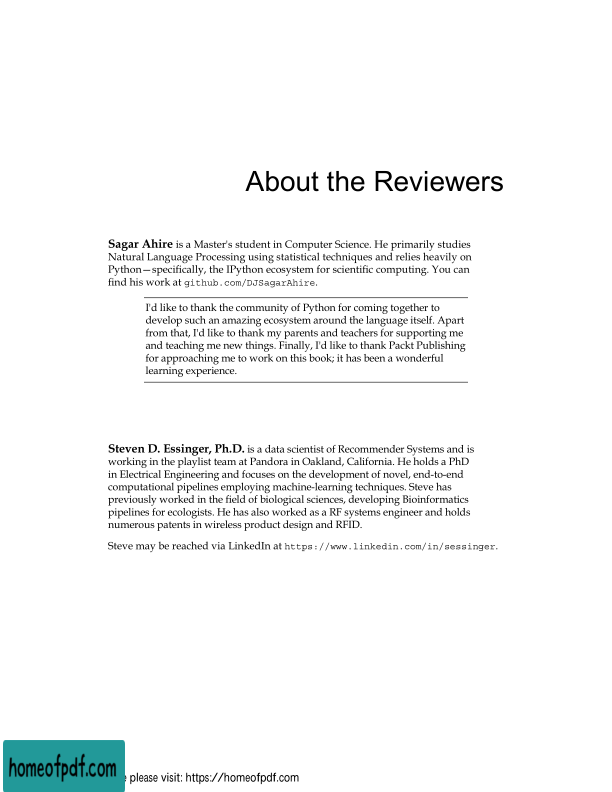 About the Reviewers
Sagar Ahire is a Master's student in Computer Science. He primarily studies
Natural Language Processing using statistical techniques and relies heavily on
Python—specifically, the IPython ecosystem for scientific computing. You can
find his work at github.com/DJSagarAhire.
I'd like to thank the community of Python for coming together to
develop such an amazing ecosystem around the language itself. Apart
from that, I'd like to thank my parents and teachers for supporting me
and teaching me new things. Finally, I'd like to thank Packt Publishing
for approaching me to work on this book; it has been a wonderful
learning experience.
Steven D. Essinger, Ph.D. is a data scientist of Recommender Systems and is
working in the playlist team at Pandora in Oakland, California. He holds a PhD
in Electrical Engineering and focuses on the development of novel, end-to-end
computational pipelines employing machine-learning techniques. Steve has
previously worked in the field of biological sciences, developing Bioinformatics
pipelines for ecologists. He has also worked as a RF systems engineer and holds
numerous patents in wireless product design and RFID.
Steve may be reached via LinkedIn at https://www.linkedin.com/in/sessinger.
homeofpdf.com
please visit: https://homeofpdf.com